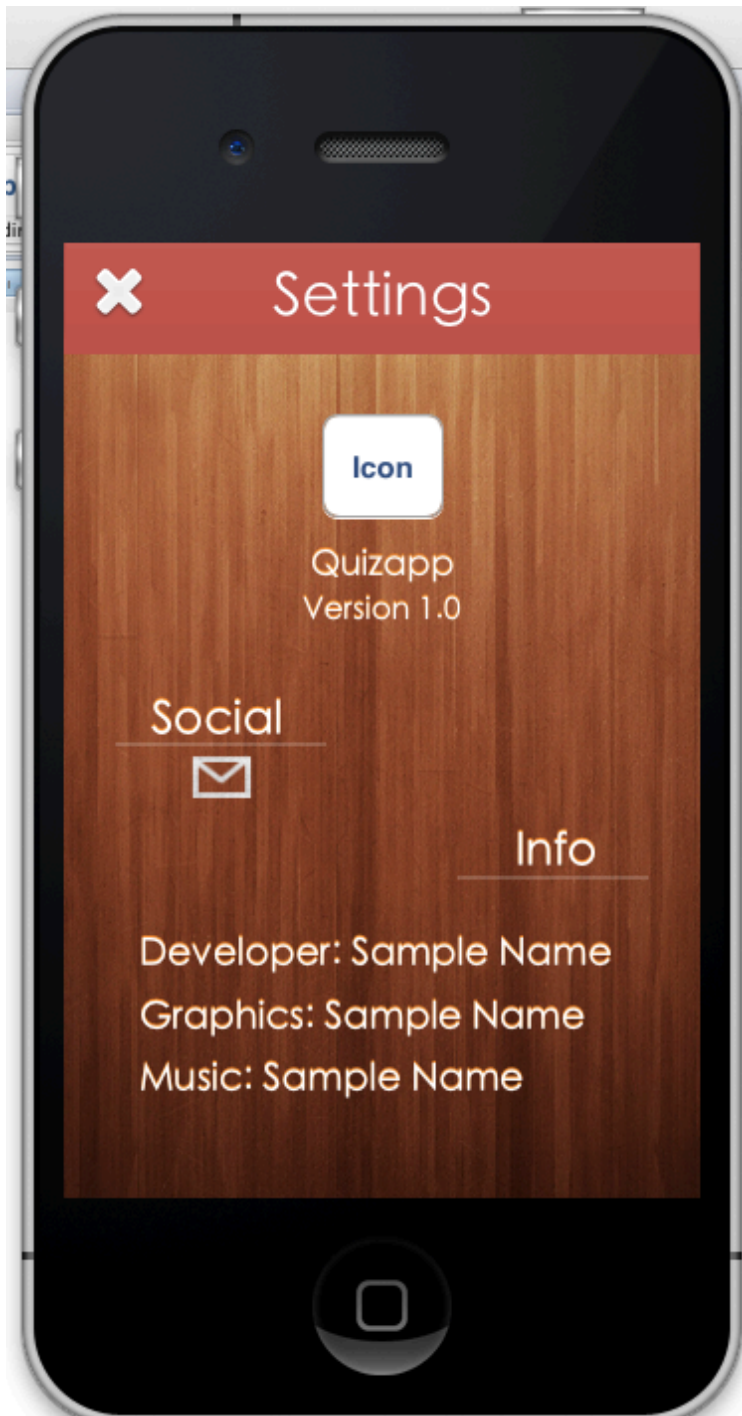 Settings
Icon
Quizapp
Version 1.0
Social
Info
Developer: Sample Name
Graphics: Sample Name
Music: Sample Name